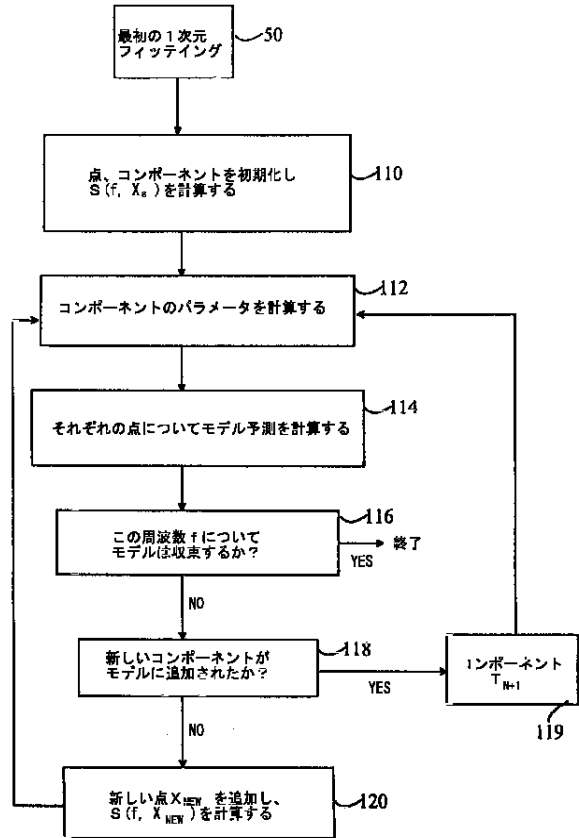 最初の1次元
フィッテイング
50
点、コンポーネントを初期化し
S(f, Xs)を計算する
110
コンポーネントのパラメータを計算する
112
それぞれの点についてモデル予測を計算する
114
この周波数fについて
モデルは収束するか?
116
YES
終了
NO
新しいコンポーネントが
モデルに追加されたか?
118
YES
コンポーネント
T N+1
119
NO
新しい点XNEW を追加し、
S(f, XNEW)を計算する
120